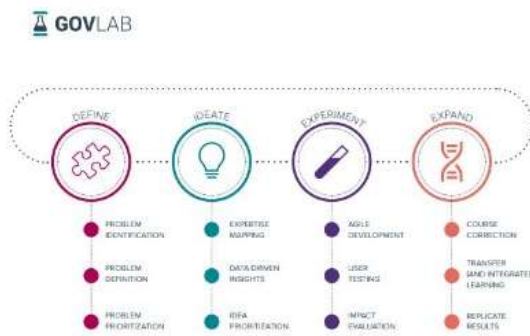 GOVLAB
DEFINE
IDEATE
EXPERIMENT
EXPAND
PROBLEM
IDENTIFICATION
EXPERTISE
MAPPING
AGILE
DEVELOPMENT
COURSE
CORRECTION
PROBLEM
DEFINITION
DATA-DRIVEN
INSIGHTS
USER
TESTING
TRANSFER
(AND INTEGRATE)
LEARNING
PROBLEM
PRIORITIZATION
IDEA
PRIORITIZATION
IMPACT
EVALUATION
REPLICATE
RESULTS